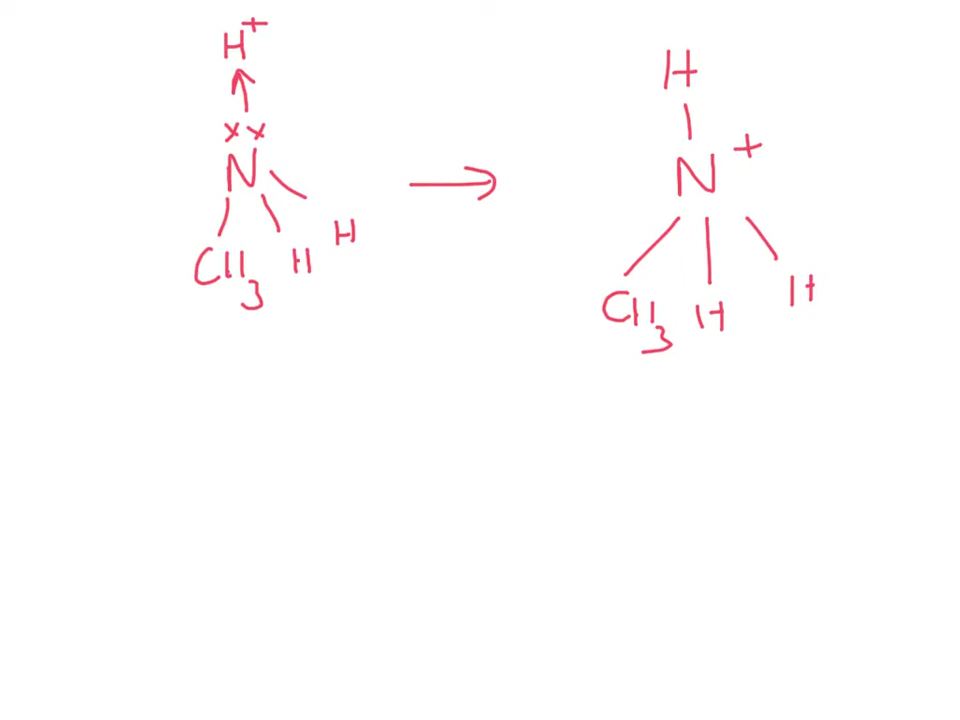 H+
xx
N
CH3 H H
→
H
N +
CH3 H H